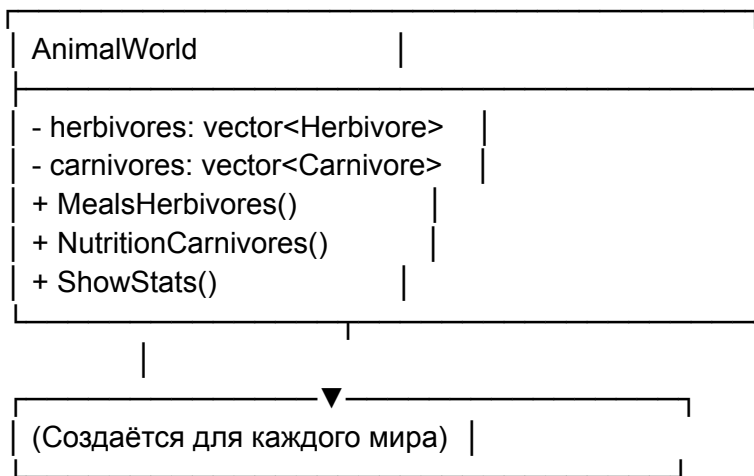 AnimalWorld
- herbivores: vector<Herbivore>
- carnivores: vector<Carnivore>
+ MealsHerbivores()
+ NutritionCarnivores()
+ ShowStats()
(Создаётся для каждого мира)